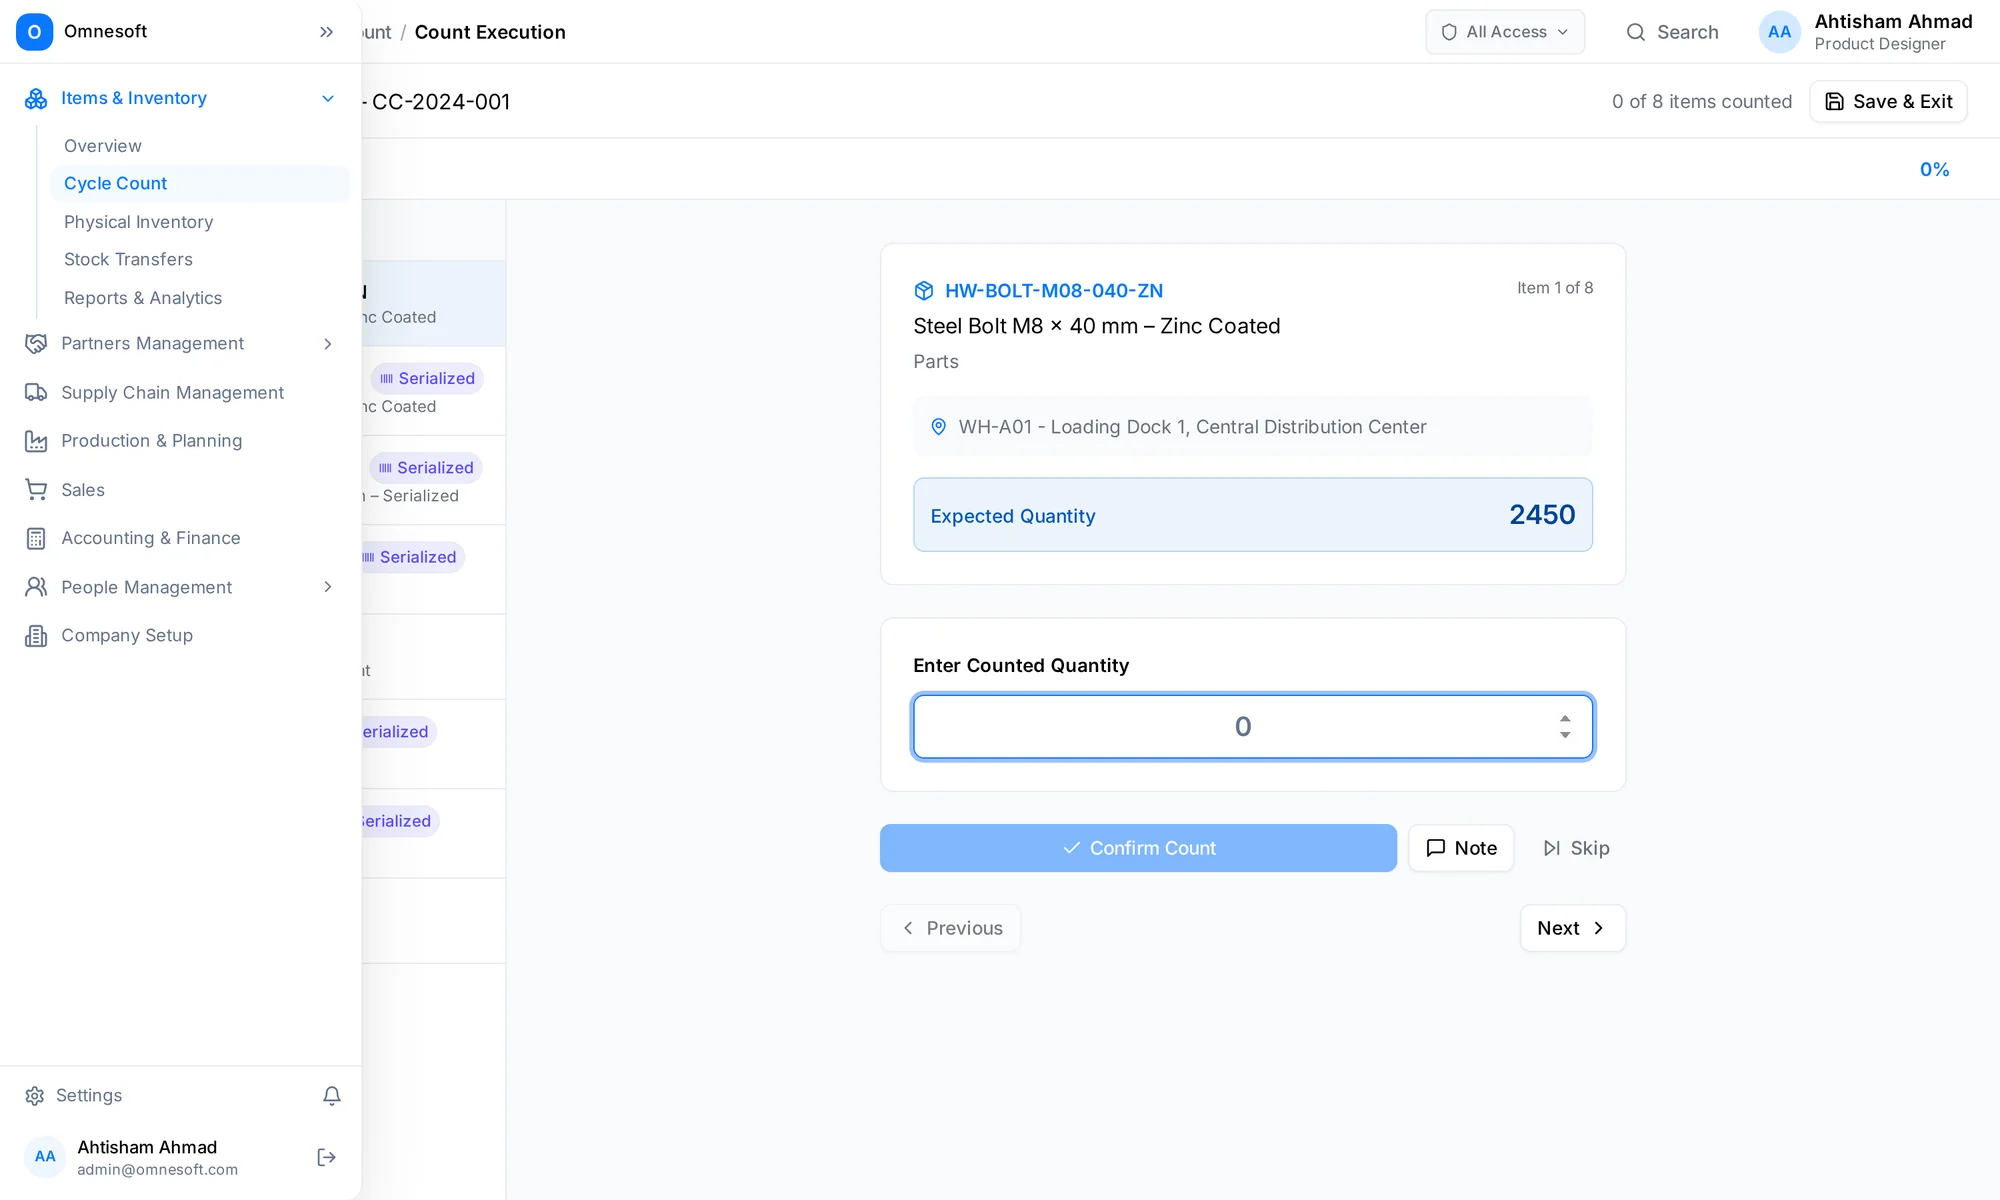 O Omnesoft
/ Count Execution
All Access
Search
AA
Ahtisham Ahmad
Product Designer
Items & Inventory
Overview
Cycle Count
Physical Inventory
Stock Transfers
Reports & Analytics
Partners Management
Supply Chain Management
Production & Planning
Sales
Accounting & Finance
People Management
Company Setup
Settings
AA
Ahtisham Ahmad
admin@omnesoft.com
- CC-2024-001
0 of 8 items counted
Save & Exit
0%
Coated
Serialized
Coated
Serialized
– Serialized
Serialized
erialized
Serialized
HW-BOLT-M08-040-ZN
Item 1 of 8
Steel Bolt M8 × 40 mm – Zinc Coated
Parts
WH-A01 - Loading Dock 1, Central Distribution Center
Expected Quantity
2450
Enter Counted Quantity
0
Confirm Count
Note
Skip
Previous
Next